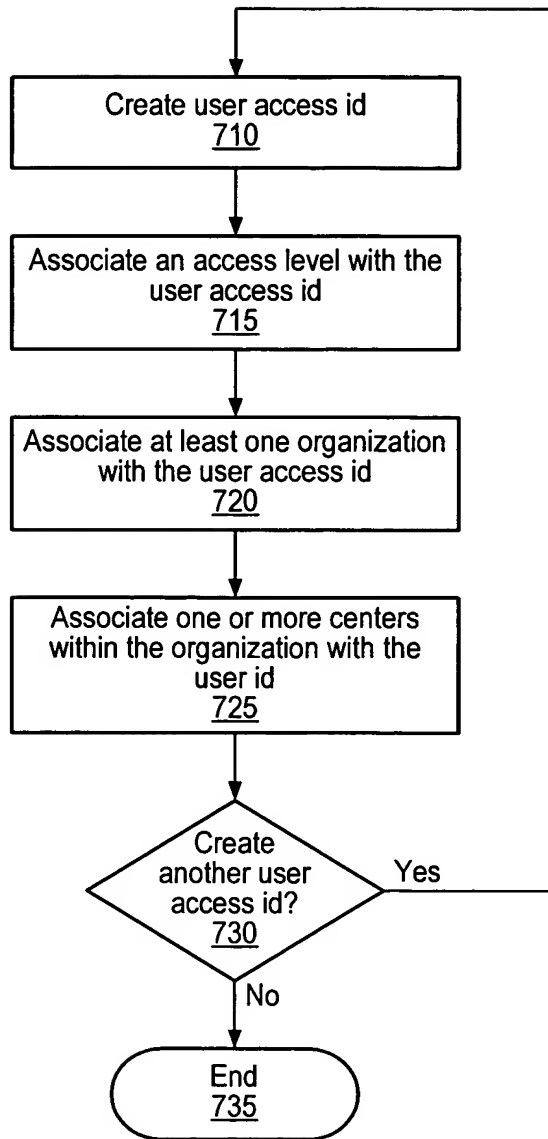 Create user access id
710
Associate an access level with the
user access id
715
Associate at least one organization
with the user access id
720
Associate one or more centers
within the organization with the
user id
725
Create
another user
access id?
730
Yes
No
End
735